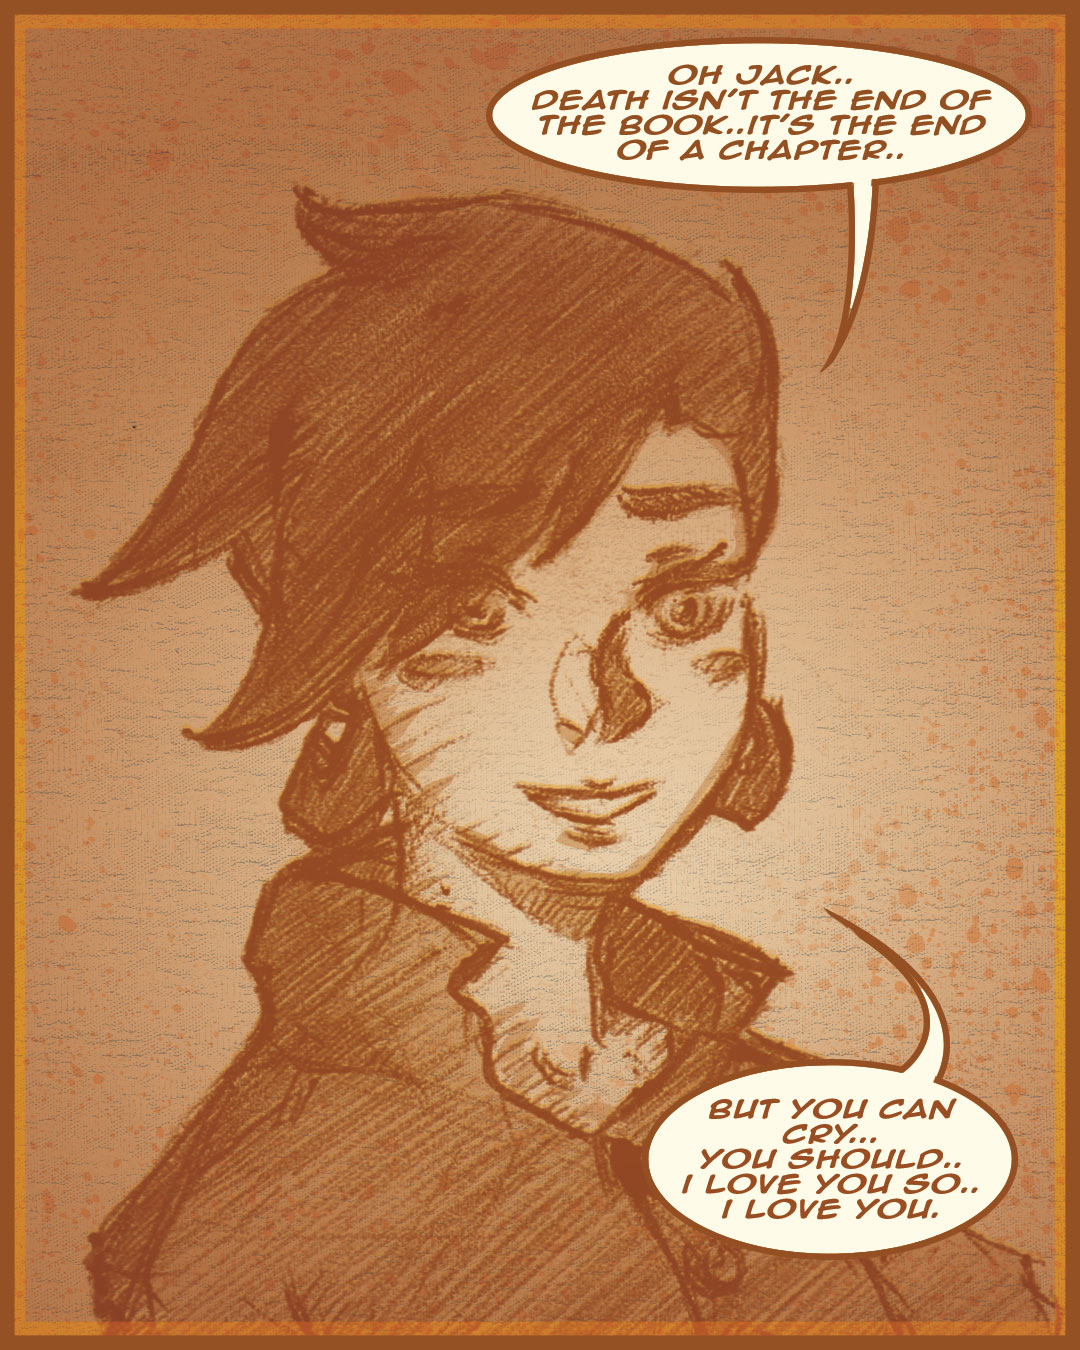 OH JACK..
DEATH ISN'T THE END OF
THE BOOK..IT'S THE END
OF A CHAPTER..
BUT YOU CAN
CRY...
YOU SHOULD..
I LOVE YOU SO..
I LOVE YOU.